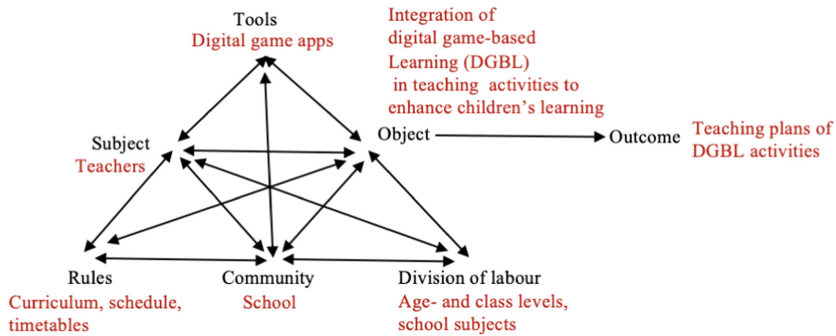 Tools
Digital game apps
Integration of
digital game-based
Learning (DGBL)
in teaching activities to
enhance children's learning
Subject
Teachers
Object
Outcome
Teaching plans of
DGBL activities
Rules
Curriculum, schedule,
timetables
Community
School
Division of labour
Age- and class levels,
school subjects